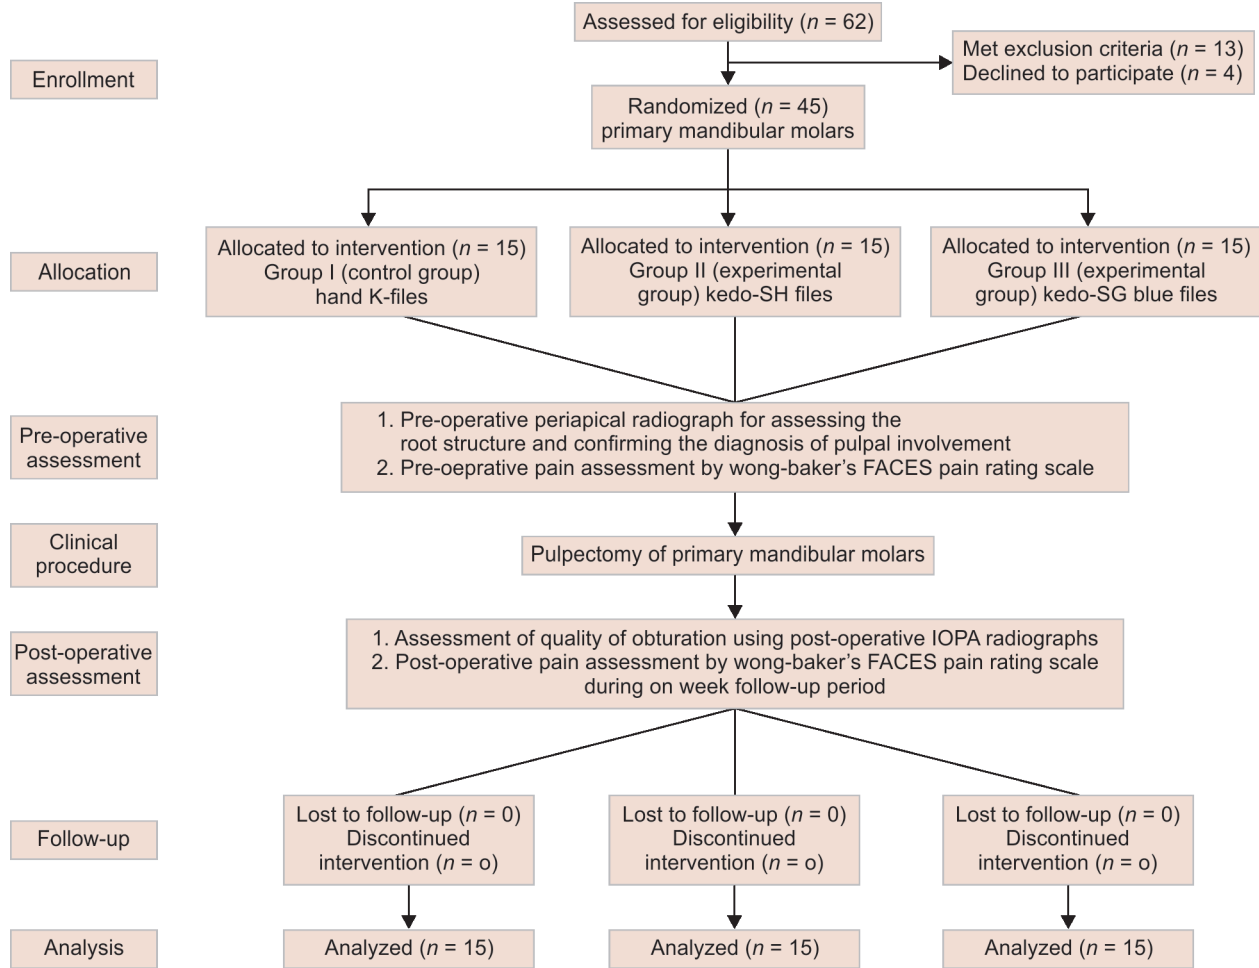 Assessed for eligibility (n = 62)
Met exclusion criteria (n = 13)
Declined to participate (n = 4)
Enrollment
Randomized (n = 45)
primary mandibular molars
Allocation
Allocated to intervention (n = 15)
Group I (control group)
hand K-files
Allocated to intervention (n = 15)
Group II (experimental
group) kedo-SH files
Allocated to intervention (n = 15)
Group III (experimental
group) kedo-SG blue files
Pre-operative
assessment
1. Pre-operative periapical radiograph for assessing the
root structure and confirming the diagnosis of pulpal involvement
2. Pre-oeprative pain assessment by wong-baker’s FACES pain rating scale
Clinical
procedure
Pulpectomy of primary mandibular molars
Post-operative
assessment
1. Assessment of quality of obturation using post-operative IOPA radiographs
2. Post-operative pain assessment by wong-baker’s FACES pain rating scale
during on week follow-up period
Follow-up
Lost to follow-up (n = 0)
Discontinued
intervention (n = o)
Lost to follow-up (n = 0)
Discontinued
intervention (n = o)
Lost to follow-up (n = 0)
Discontinued
intervention (n = o)
Analysis
Analyzed (n = 15)
Analyzed (n = 15)
Analyzed (n = 15)